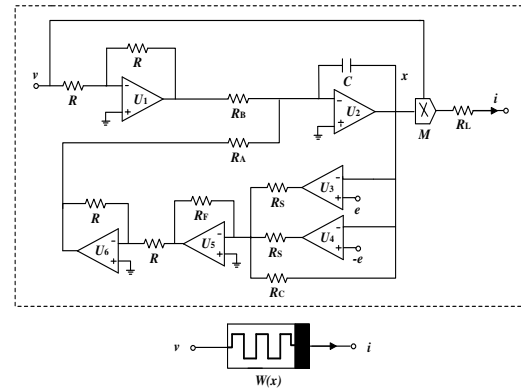 R
v
R
-
+
U1
RB
C
x
-
+
U2
M
RL
i
RA
R
-
+
U6
R
RF
-
+
U5
RS
U3
-
+
e
RS
U4
-
+
-e
RC
v
i
W(x)